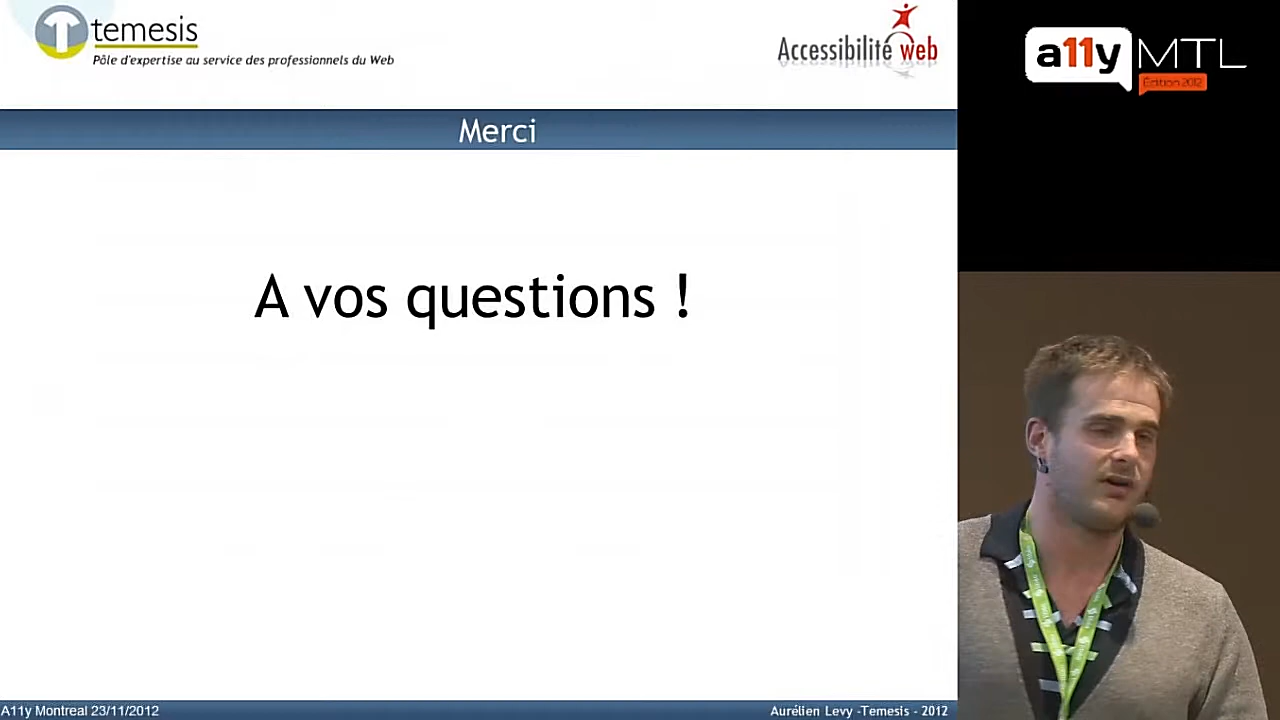 temesis
Pôle d'expertise au service des professionnels du Web
Accessibilité web
a11y MTL
Édition 2012
Merci
A vos questions !
A11y Montreal 23/11/2012
Aurélien Levy -Temesis - 2012